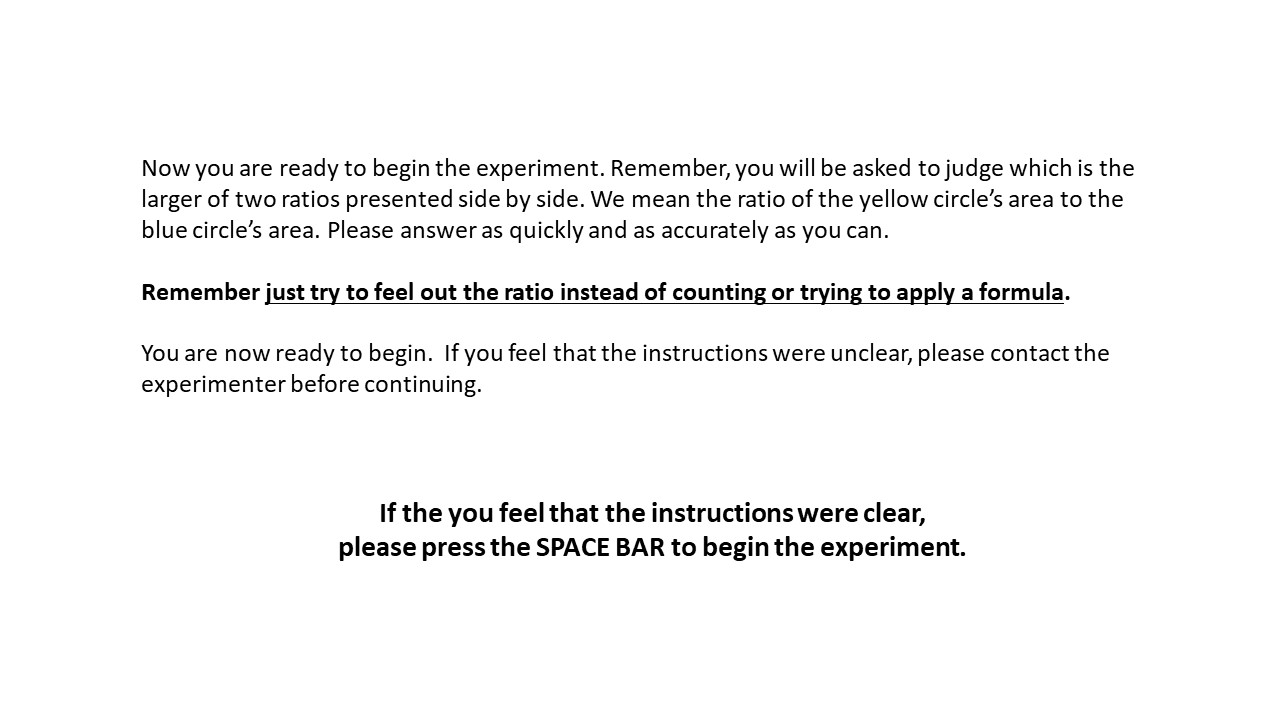 Now you are ready to begin the experiment. Remember, you will be asked to judge which is the
larger of two ratios presented side by side. We mean the ratio of the yellow circle’s area to the
blue circle’s area. Please answer as quickly and as accurately as you can.
Remember just try to feel out the ratio instead of counting or trying to apply a formula.
You are now ready to begin.  If you feel that the instructions were unclear, please contact the
experimenter before continuing.
If the you feel that the instructions were clear,
please press the SPACE BAR to begin the experiment.